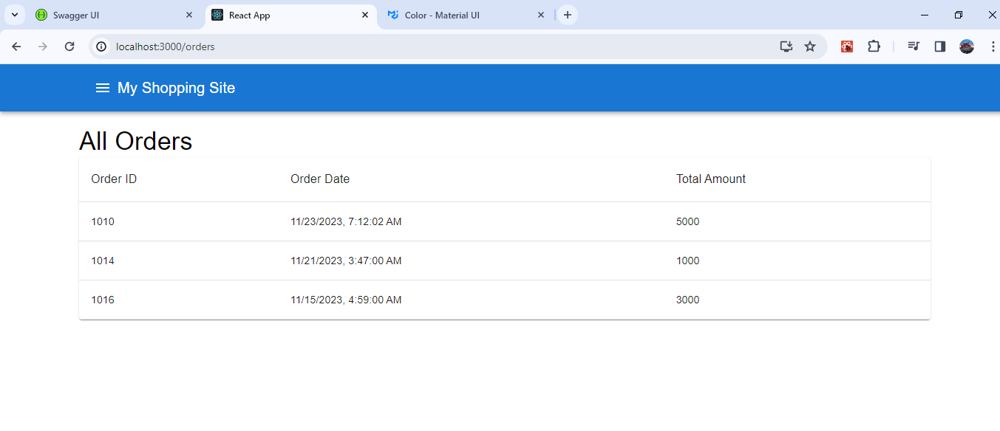 Swagger UI React App Color - Material UI
localhost:3000/orders
My Shopping Site
All Orders
Order ID Order Date Total Amount
1010 11/23/2023, 7:12:02 AM 5000
1014 11/21/2023, 3:47:00 AM 1000
1016 11/15/2023, 4:59:00 AM 3000